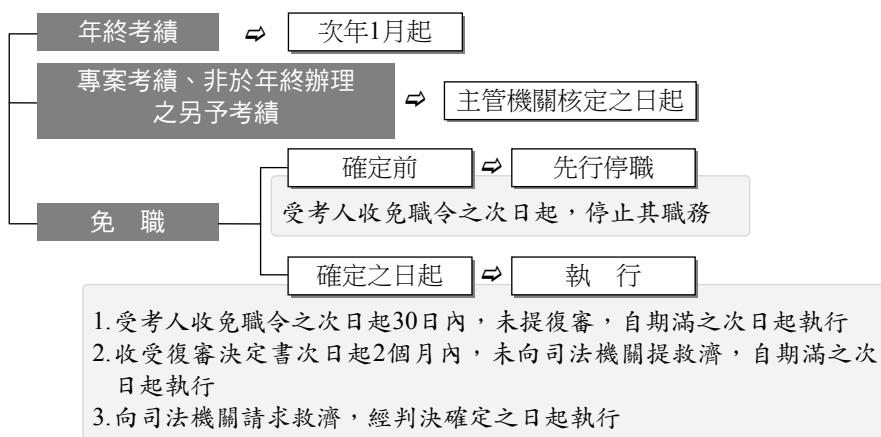 年終考績 ⇨ 次年1月起
專案考績、非於年終辦理
之另予考績 ⇨ 主管機關核定之日起
免 職
確定前 ⇨ 先行停職
受考人收免職令之次日起，停止其職務
確定之日起 ⇨ 執 行
1.受考人收免職令之次日起30日內，未提復審，自期滿之次日起執行
2.收受復審決定書次日起2個月內，未向司法機關提救濟，自期滿之次
日起執行
3.向司法機關請求救濟，經判決確定之日起執行